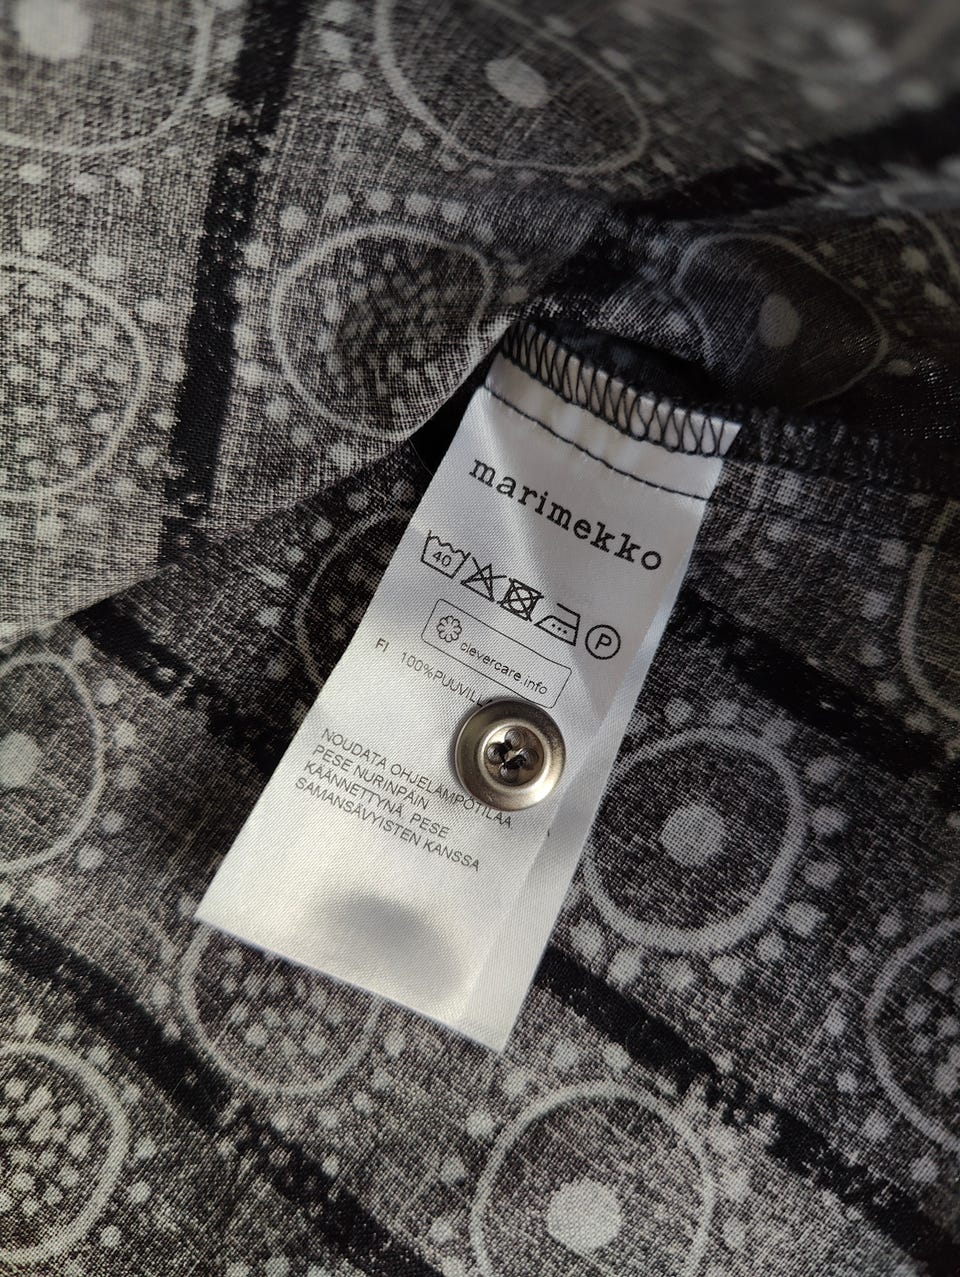 marimekko
40 P
clevercare.info
FI 100%PUUVILL
NOUDATA OHJELÄMPÖTILAA.
PESE NURINPÄIN
KÄÄNNETTYNÄ, PESE
SAMANSÄVYISTEN KANSSA